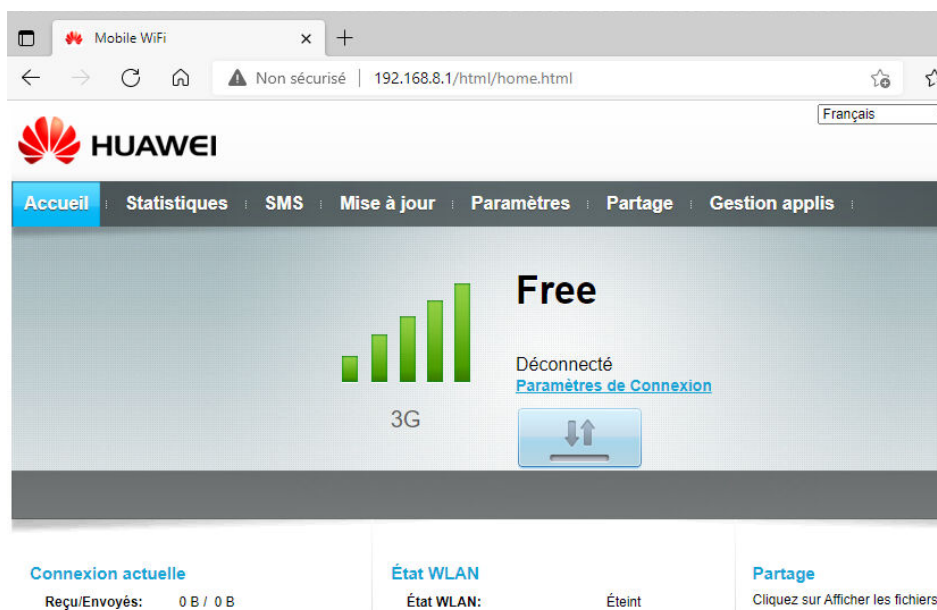 Mobile WiFi
Non sécurisé | 192.168.8.1/html/home.html
Français
HUAWEI
Accueil Statistiques SMS Mise à jour Paramètres Partage Gestion applis
Free
Déconnecté
Paramètres de Connexion
3G
Connexion actuelle
Reçu/Envoyés: 0 B / 0 B
État WLAN
État WLAN: Éteint
Partage
Cliquez sur Afficher les fichiers